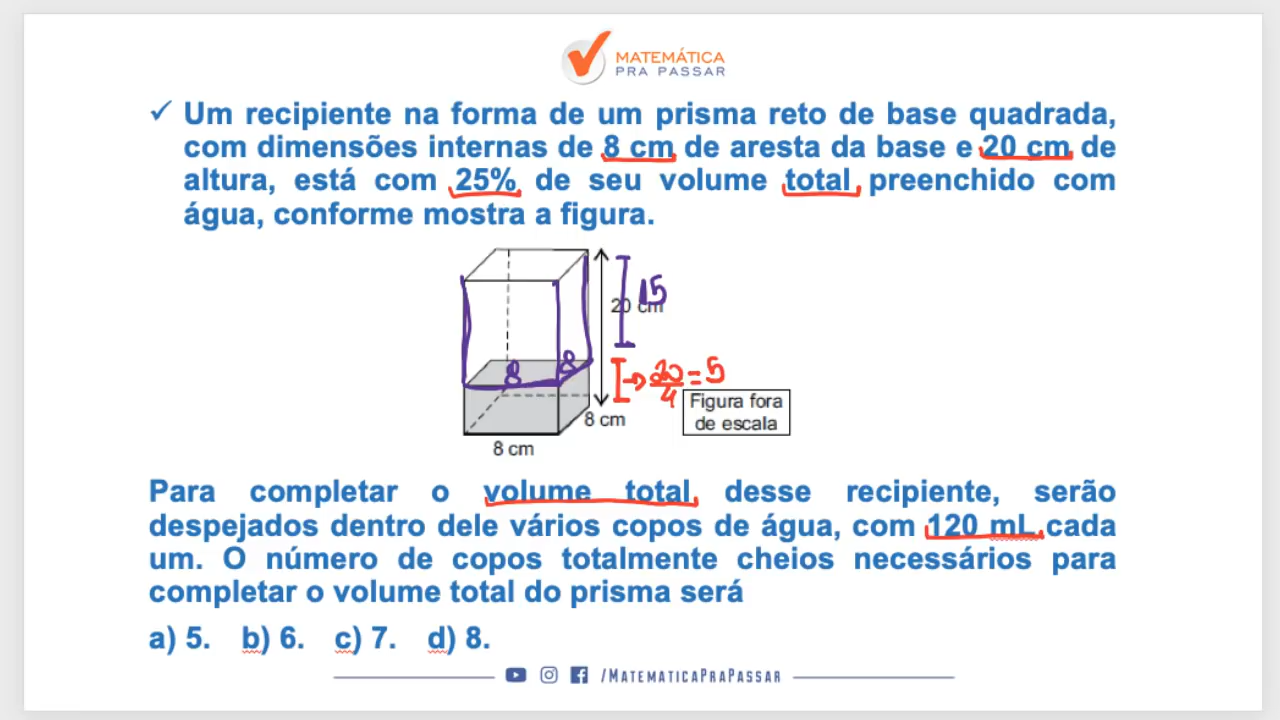 MATEMÁTICA
PRA PASSAR
✓ Um recipiente na forma de um prisma reto de base quadrada,
com dimensões internas de 8 cm de aresta da base e 20 cm de
altura, está com 25% de seu volume total preenchido com
água, conforme mostra a figura.
15
20 cm
8 8
→ 20/4 = 5
Figura fora
de escala
8 cm
8 cm
Para completar o volume total desse recipiente, serão
despejados dentro dele vários copos de água, com 120 mL cada
um. O número de copos totalmente cheios necessários para
completar o volume total do prisma será
a) 5. b) 6. c) 7. d) 8.
/MATEMATICAPRAPASSAR